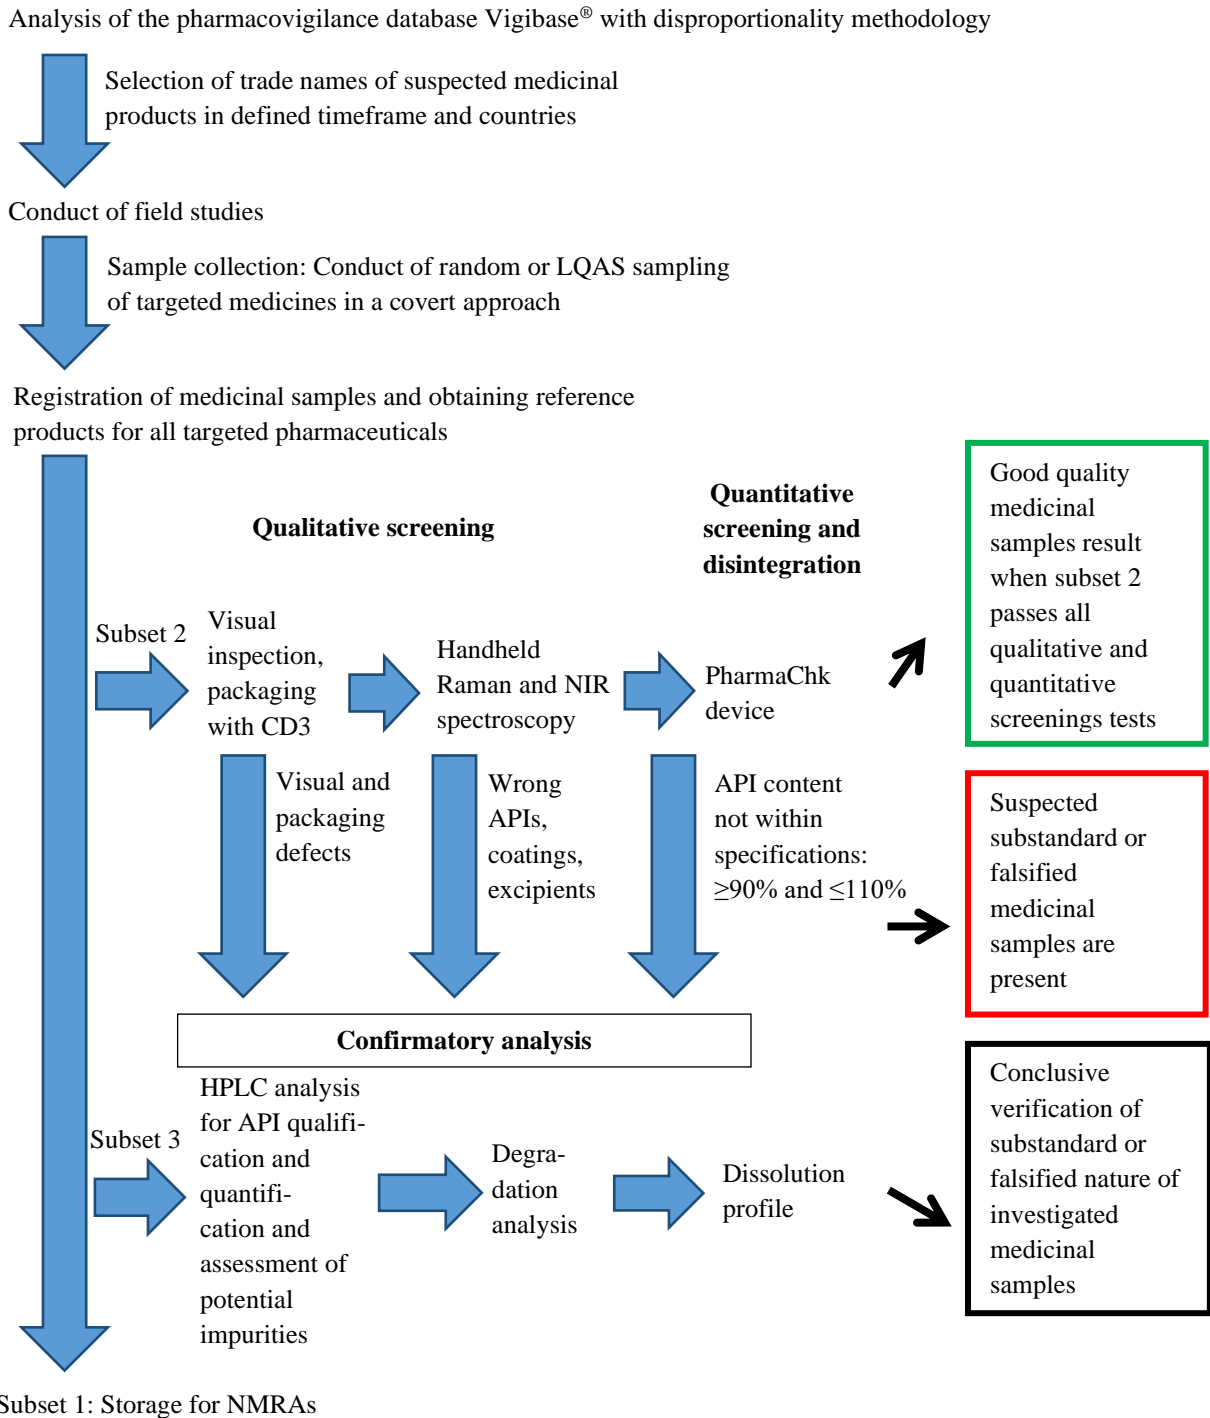 Analysis of the pharmacovigilance database Vigibase® with disproportionality methodology
Selection of trade names of suspected medicinal
products in defined timeframe and countries
Conduct of field studies
Sample collection: Conduct of random or LQAS sampling
of targeted medicines in a covert approach
Registration of medicinal samples and obtaining reference
products for all targeted pharmaceuticals
Qualitative screening
Quantitative
screening and
disintegration
Good quality
medicinal
samples result
when subset 2
passes all
qualitative and
quantitative
screenings tests
Subset 2
Visual
inspection,
packaging
with CD3
Handheld
Raman and NIR
spectroscopy
PharmaChk
device
Visual and
packaging
defects
Wrong
APIs,
coatings,
excipients
API content
not within
specifications:
≥90% and ≤110%
Suspected
substandard or
falsified
medicinal
samples are
present
Confirmatory analysis
Subset 3
HPLC analysis
for API qualifi-
cation and
quantifi-
cation and
assessment of
potential
impurities
Degra-
dation
analysis
Dissolution
profile
Conclusive
verification of
substandard or
falsified nature of
investigated
medicinal
samples
Subset 1: Storage for NMRAs